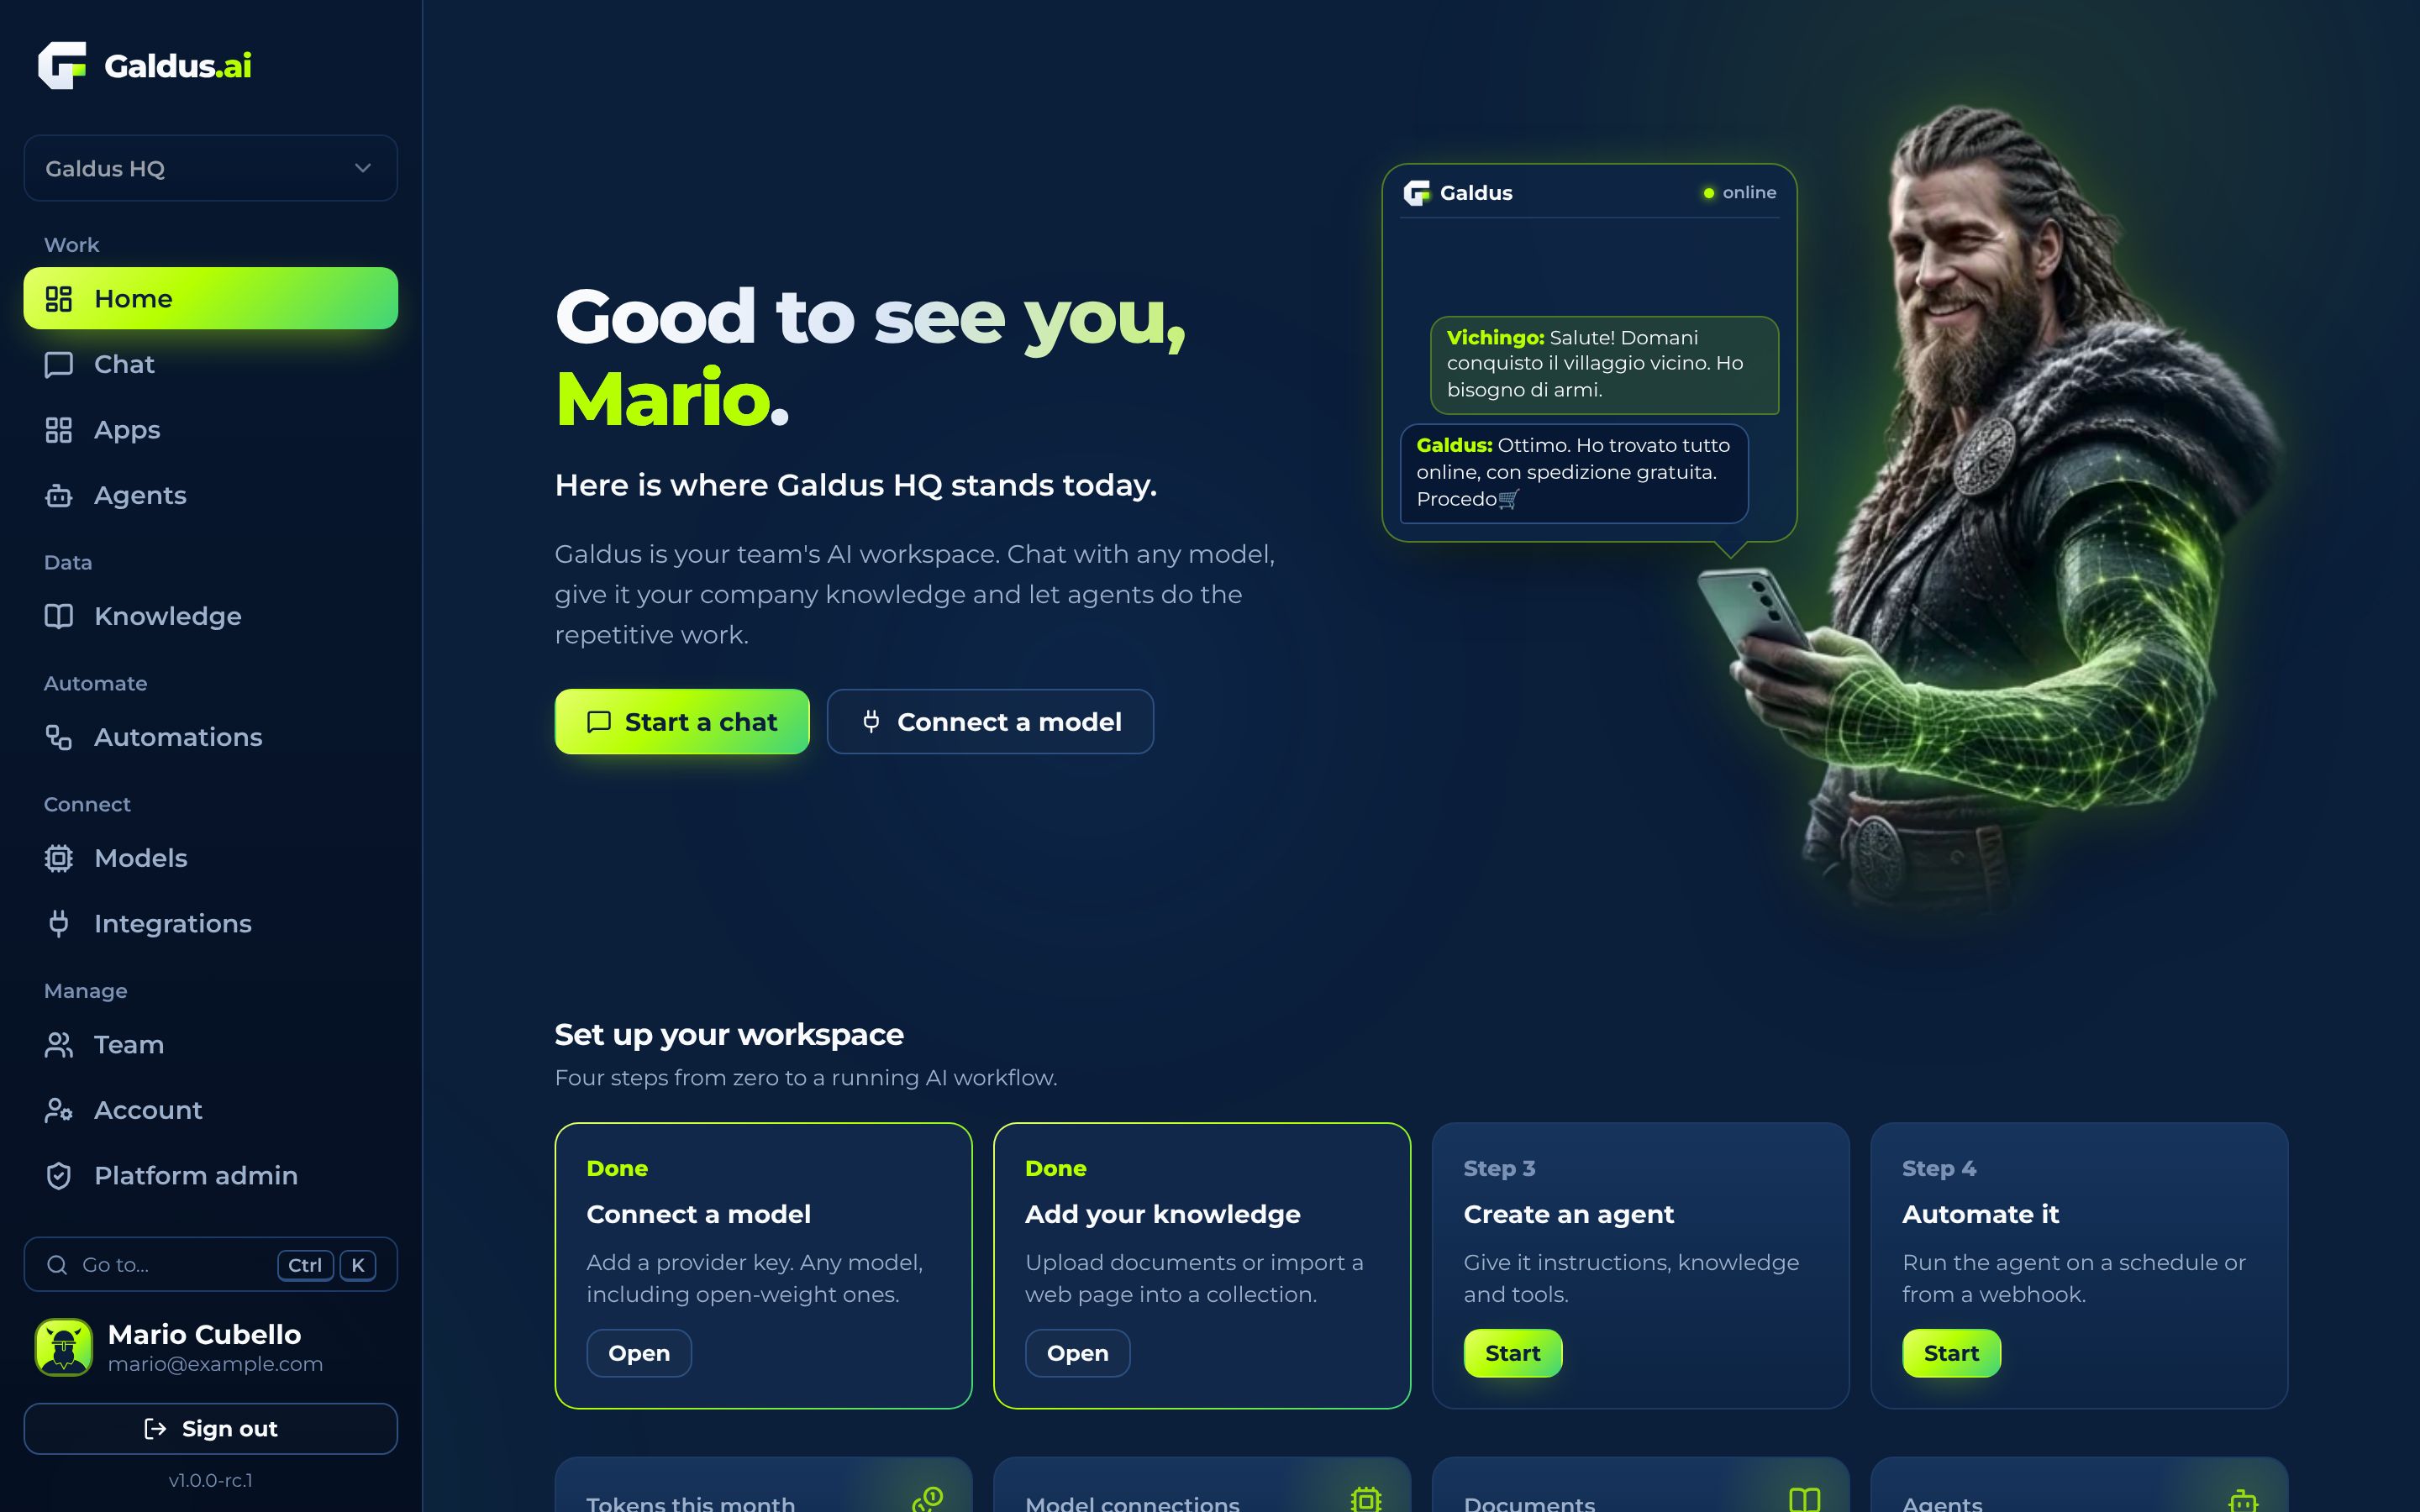 Galdus.ai
Galdus HQ
Work
Home
Chat
Apps
Agents
Data
Knowledge
Automate
Automations
Connect
Models
Integrations
Manage
Team
Account
Platform admin
Go to...
Ctrl K
Mario Cubello
mario@example.com
Sign out
v1.0.0-rc.1
Good to see you,
Mario.
Here is where Galdus HQ stands today.
Galdus is your team's AI workspace. Chat with any model,
give it your company knowledge and let agents do the
repetitive work.
Start a chat
Connect a model
Galdus
online
Vichingo: Salute! Domani
conquisto il villaggio vicino. Ho
bisogno di armi.
Galdus: Ottimo. Ho trovato tutto
online, con spedizione gratuita.
Procedo🛒
Set up your workspace
Four steps from zero to a running AI workflow.
Done
Connect a model
Add a provider key. Any model,
including open-weight ones.
Open
Done
Add your knowledge
Upload documents or import a
web page into a collection.
Open
Step 3
Create an agent
Give it instructions, knowledge
and tools.
Start
Step 4
Automate it
Run the agent on a schedule or
from a webhook.
Start
Tokens this month
Model connections
Documents
Agents